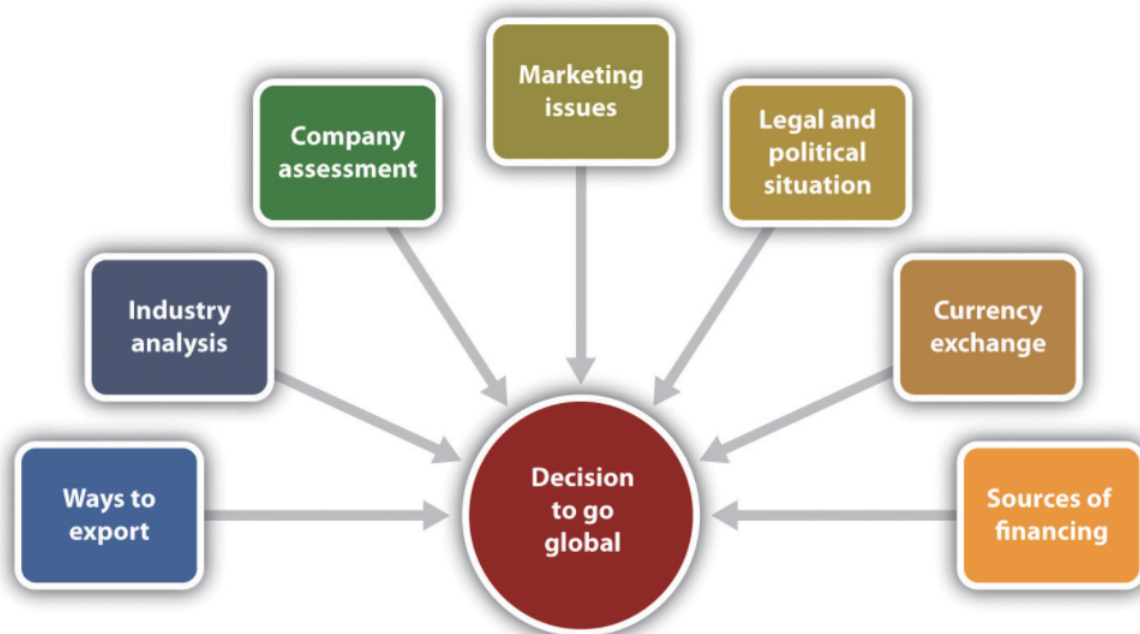 Marketing
issues
Company
assessment
Legal and
political
situation
Industry
analysis
Currency
exchange
Ways to
export
Decision
to go
global
Sources of
financing